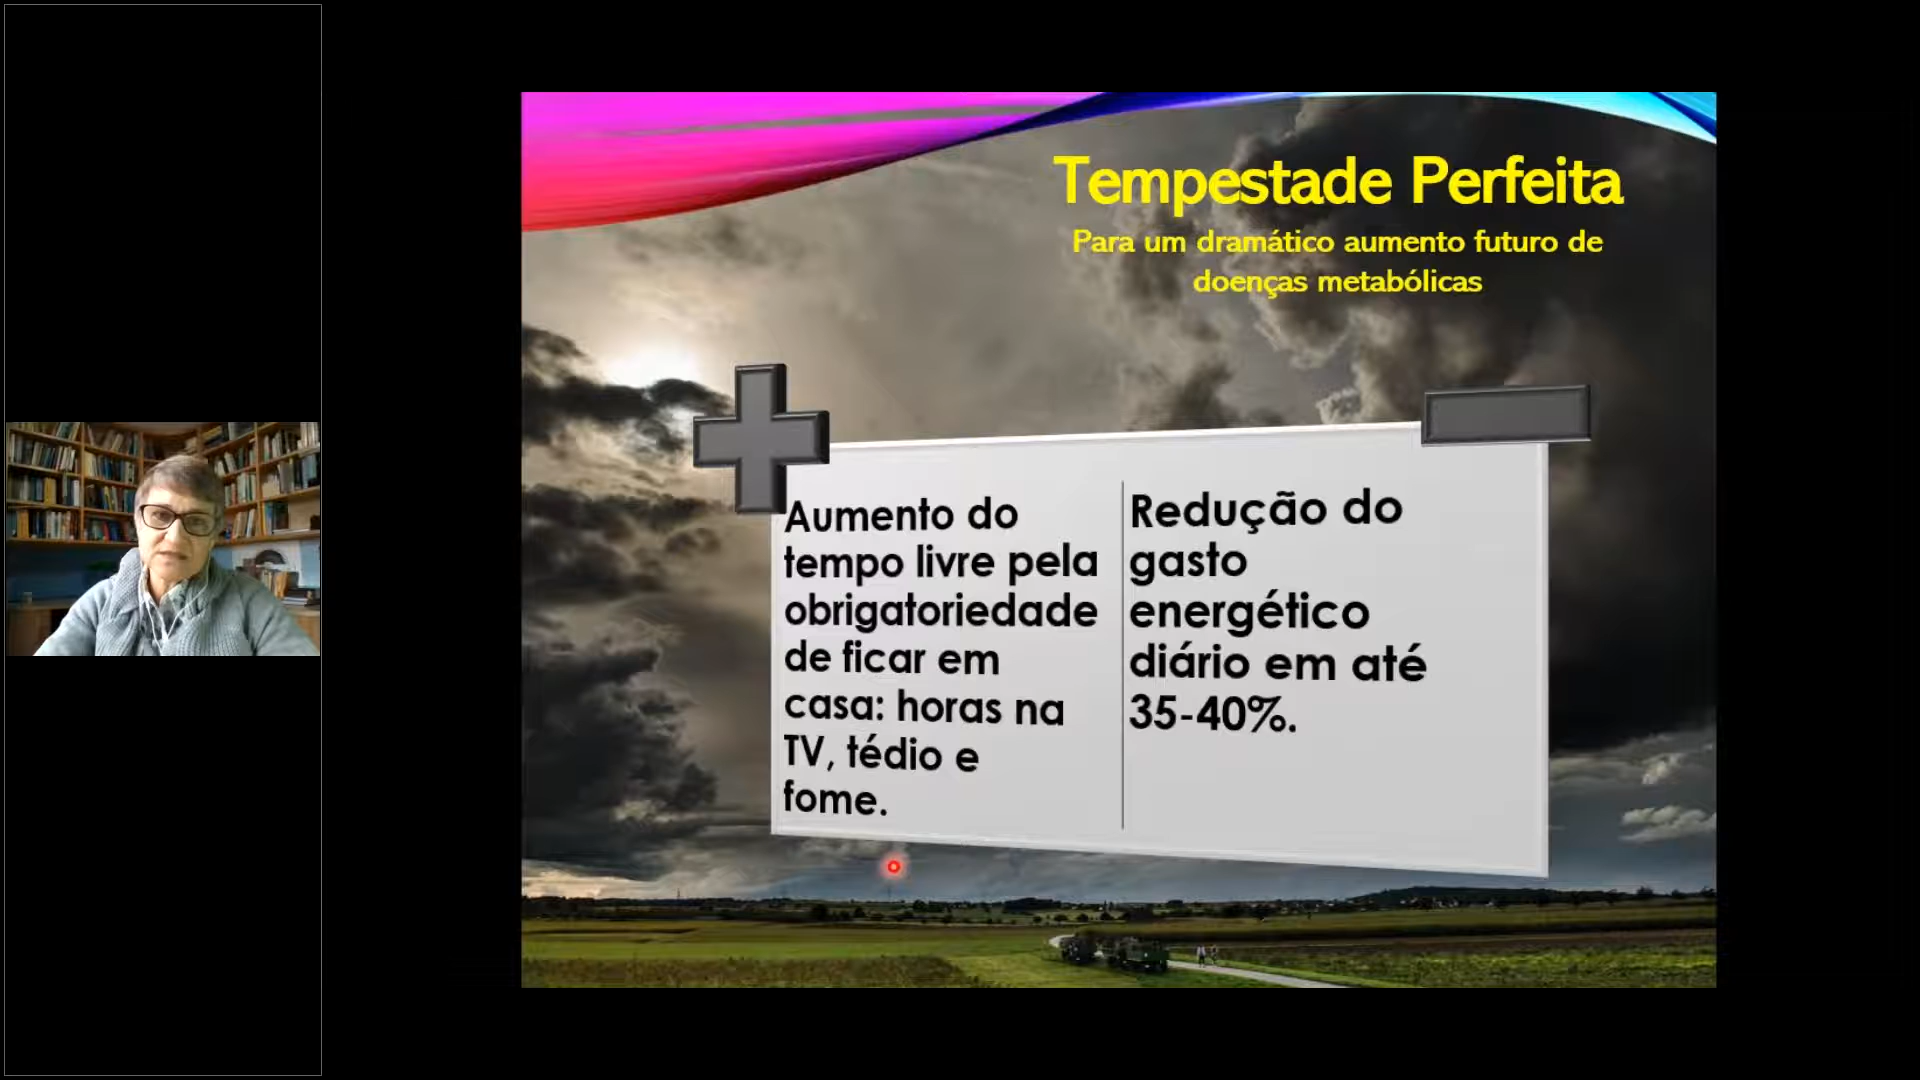 Tempestade Perfeita
Para um dramático aumento futuro de
doenças metabólicas
Aumento do
tempo livre pela
obrigatoriedade
de ficar em
casa: horas na
TV, tédio e
fome.
Redução do
gasto
energético
diário em até
35-40%.